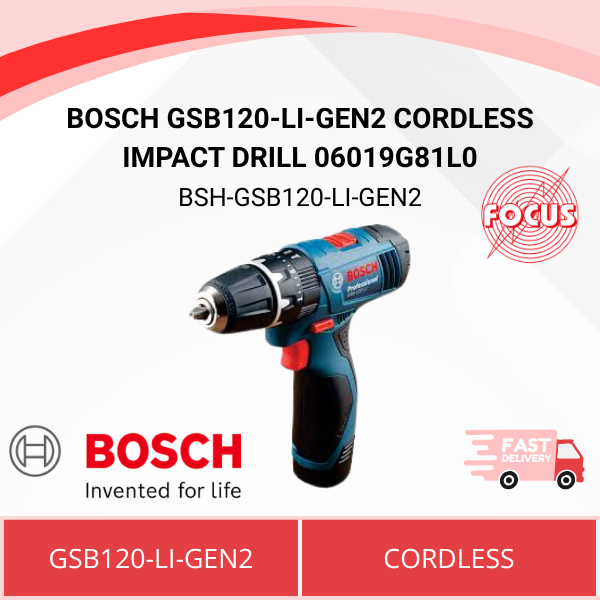 BOSCH GSB120-LI-GEN2 CORDLESS
IMPACT DRILL 06019G81L0
BSH-GSB120-LI-GEN2
FOCUS
BOSCH
Professional
BOSCH
Invented for life
FAST
DELIVERY
GSB120-LI-GEN2
CORDLESS